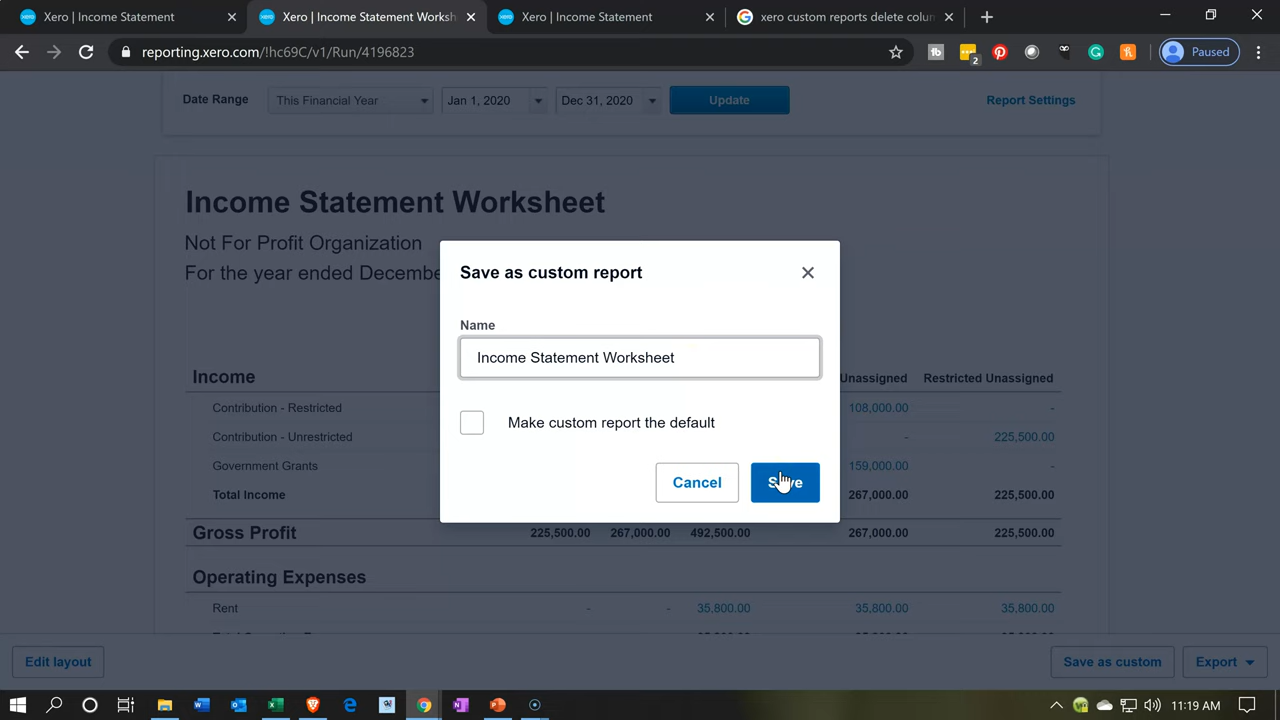 Xero | Income Statement
Xero | Income Statement Worksh
Xero | Income Statement
xero custom reports delete colun
reporting.xero.com/!hc69C/v1/Run/4196823
2
Paused
Date Range
This Financial Year
Jan 1, 2020
Dec 31, 2020
Update
Report Settings
Income Statement Worksheet
Not For Profit Organization
For the year ended Decembe
Save as custom report
Name
Income Statement Worksheet
Make custom report the default
Cancel
Income
Unassigned
Restricted Unassigned
Contribution - Restricted
108,000.00
-
Contribution - Unrestricted
-
225,500.00
Government Grants
159,000.00
-
Total Income
267,000.00
225,500.00
Gross Profit
225,500.00
267,000.00
492,500.00
267,000.00
225,500.00
Operating Expenses
Rent
-
-
35,800.00
35,800.00
35,800.00
Edit layout
Save as custom
Export
11:19 AM